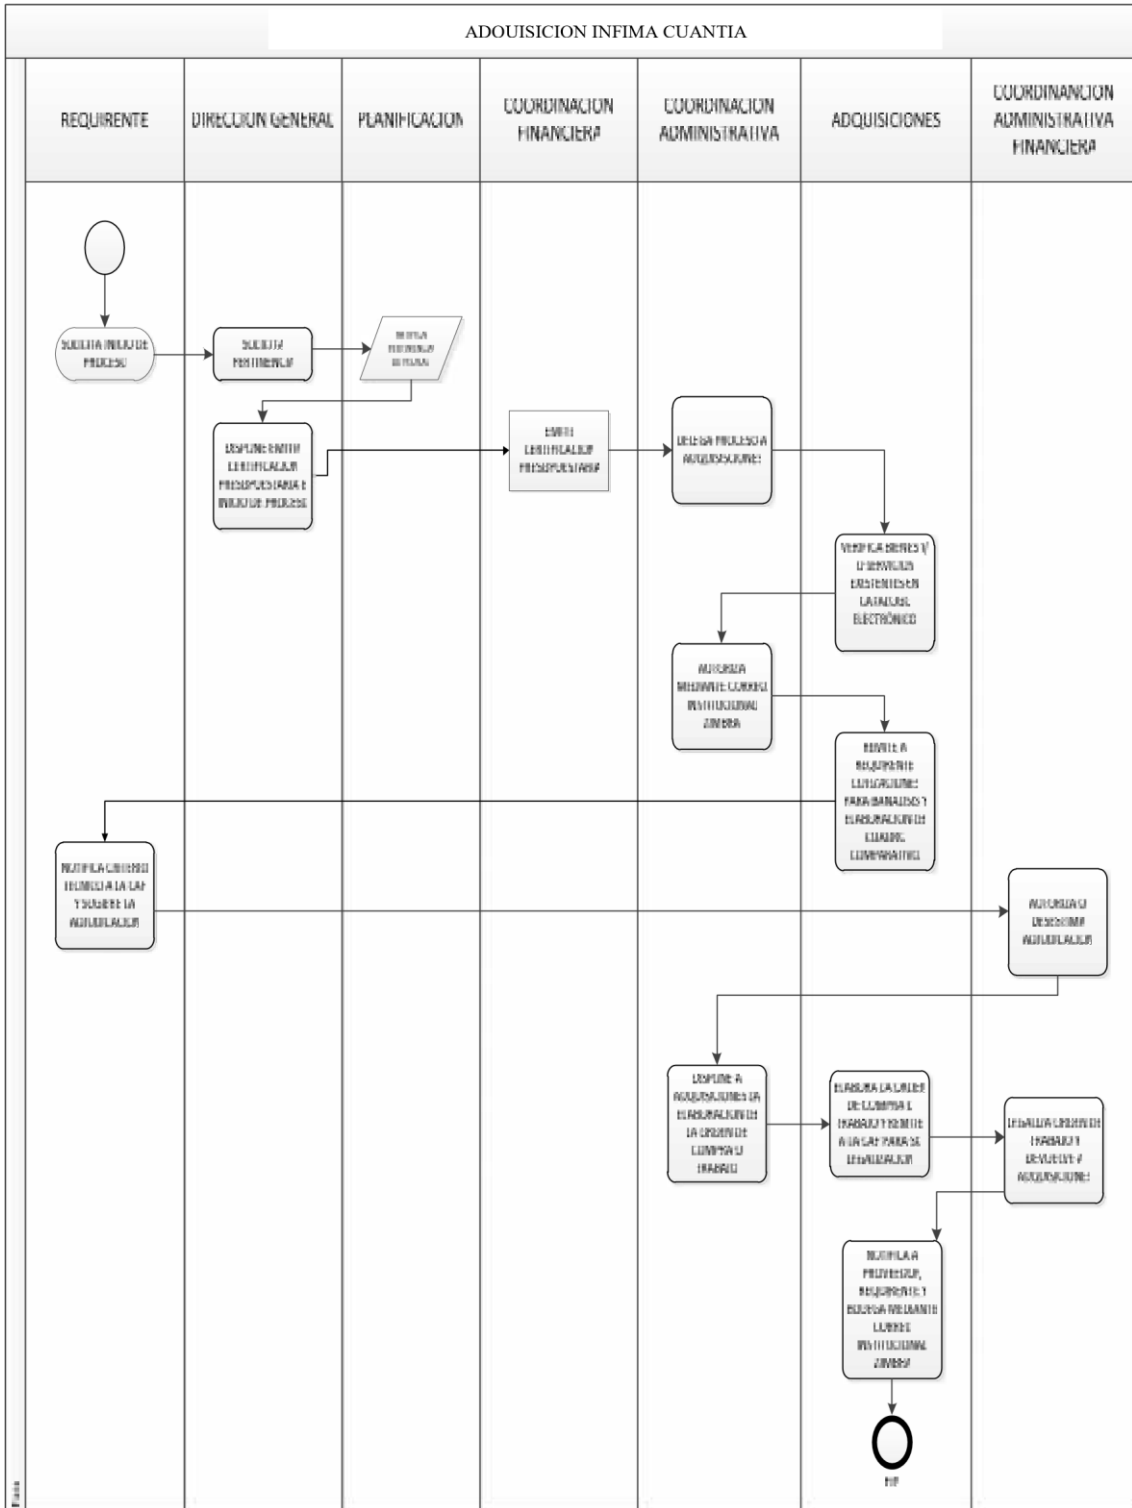 ADOUISICION INFIMA CUANTIA
REQUIRENTE
DIRECCION GENERAL
PLANIFICACION
COORDINACION
FINANCIERA
COORDINACION
ADMINISTRATIVA
ADQUISICIONES
COORDINANCION
ADMINISTRATIVA
FINANCIERA
SOLICITA INICIO DE
PROCESO
SOLICITA
PERTINENCIA
PERTINENCIA
DISPONE EMITIR
CERTIFICACION
PRESUPUESTARIA E
INICIO DE PROCESO
EMITE
CERTIFICACION
PRESUPUESTARIA
DELEGA PROCESO A
VERIFICA BIENES Y/
O SERVICIOS
EXISTENTES EN
CATALOGO
ELECTRÓNICO
AUTORIZA
MEDIANTE CORREO
INSTITUCIONAL
ZIMBRA
REMITE A
REQUIRENTE
COTIZACIONES
ELABORACION DE
CUADRO
COMPARATIVO
NOTIFICA CRITERIO
TECNICO A LA CAF
Y SUGIERE LA
ADJUDICACION
AUTORIZA O
DESESTIMA
ADJUDICACION
DISPONE A
ADQUISICIONES LA
ELABORACION DE
LA ORDEN DE
COMPRA O
TRABAJO
ELABORA LA ORDEN
DE COMPRA O
TRABAJO Y REMITE
A LA CAF PARA SU
LEGALIZACION
LEGALIZA ORDEN DE
TRABAJO Y
DEVUELVE A
ADQUISICIONES
NOTIFICA A
PROVEEDOR,
REQUIRENTE Y
BODEGA MEDIANTE
CORREO
INSTITUCIONAL
ZIMBRA
FIN